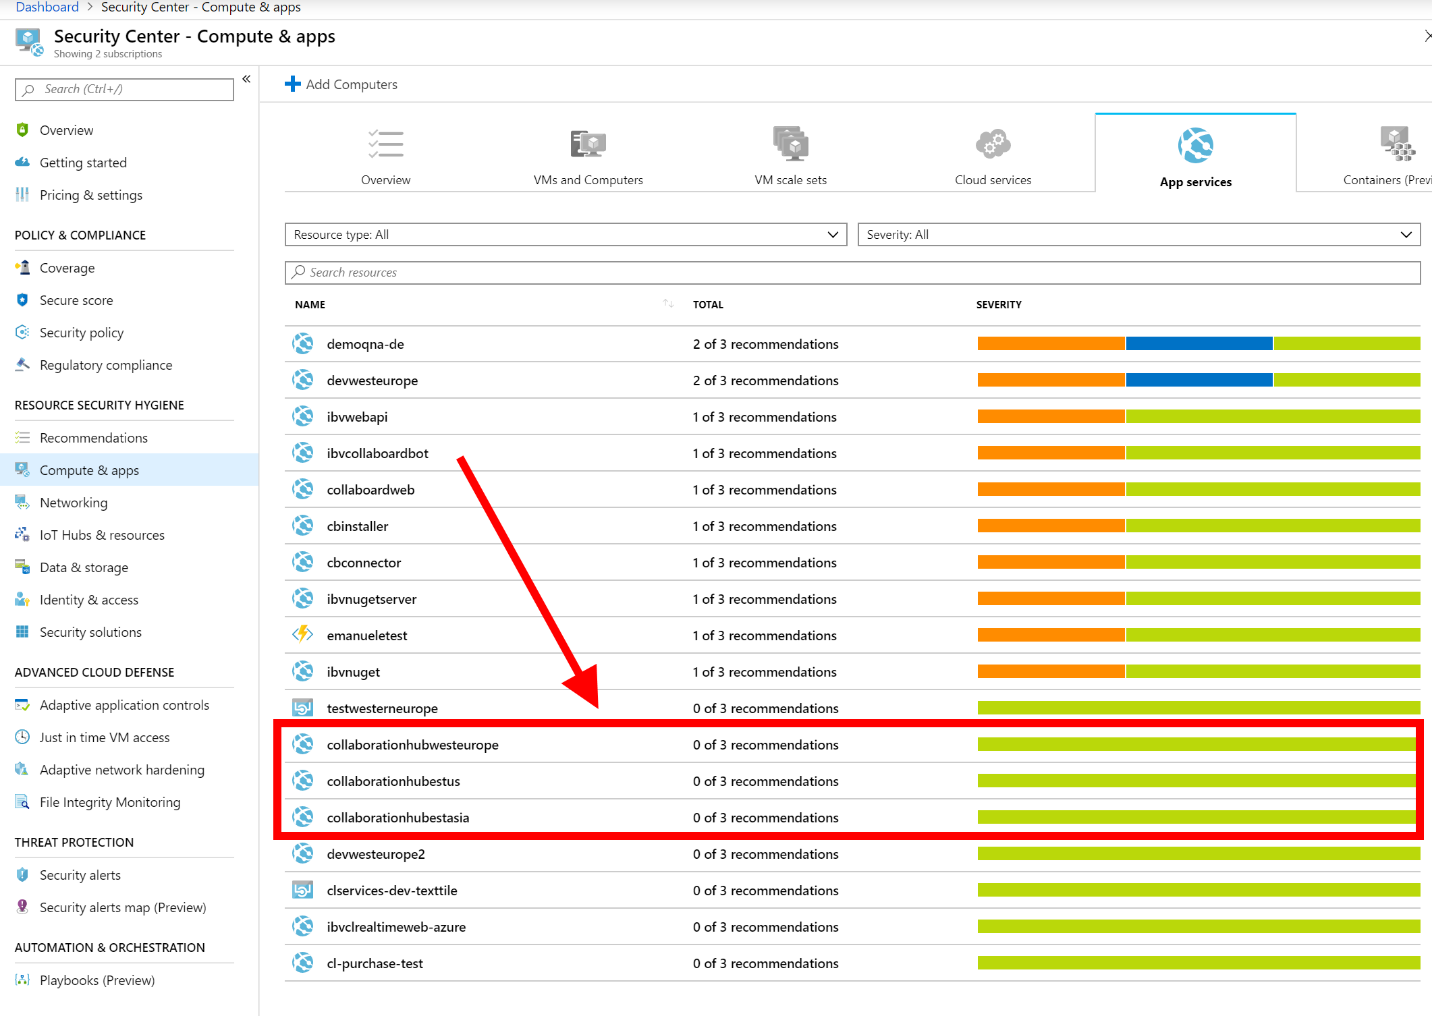 Dashboard > Security Center - Compute & apps
Security Center - Compute & apps
Showing 2 subscriptions
Search (Ctrl+/)
Overview
Getting started
Pricing & settings
POLICY & COMPLIANCE
Coverage
Secure score
Security policy
Regulatory compliance
RESOURCE SECURITY HYGIENE
Recommendations
Compute & apps
Networking
IoT Hubs & resources
Data & storage
Identity & access
Security solutions
ADVANCED CLOUD DEFENSE
Adaptive application controls
Just in time VM access
Adaptive network hardening
File Integrity Monitoring
THREAT PROTECTION
Security alerts
Security alerts map (Preview)
AUTOMATION & ORCHESTRATION
Playbooks (Preview)
Add Computers
Overview
VMs and Computers
VM scale sets
Cloud services
App services
Containers (Previ
Resource type: All
Severity: All
Search resources
NAME TOTAL SEVERITY
demoqna-de 2 of 3 recommendations
devwesteurope 2 of 3 recommendations
ibvwebapi 1 of 3 recommendations
ibvcollaboardbot 1 of 3 recommendations
collaboardweb 1 of 3 recommendations
cbinstaller 1 of 3 recommendations
cbconnector 1 of 3 recommendations
ibvnugetserver 1 of 3 recommendations
emanueletest 1 of 3 recommendations
ibvnuget 1 of 3 recommendations
testwesterneurope 0 of 3 recommendations
collaborationhubwesteurope 0 of 3 recommendations
collaborationhubestus 0 of 3 recommendations
collaborationhubestasia 0 of 3 recommendations
devwesteurope2 0 of 3 recommendations
clservices-dev-texttile 0 of 3 recommendations
ibvclrealtimeweb-azure 0 of 3 recommendations
cl-purchase-test 0 of 3 recommendations